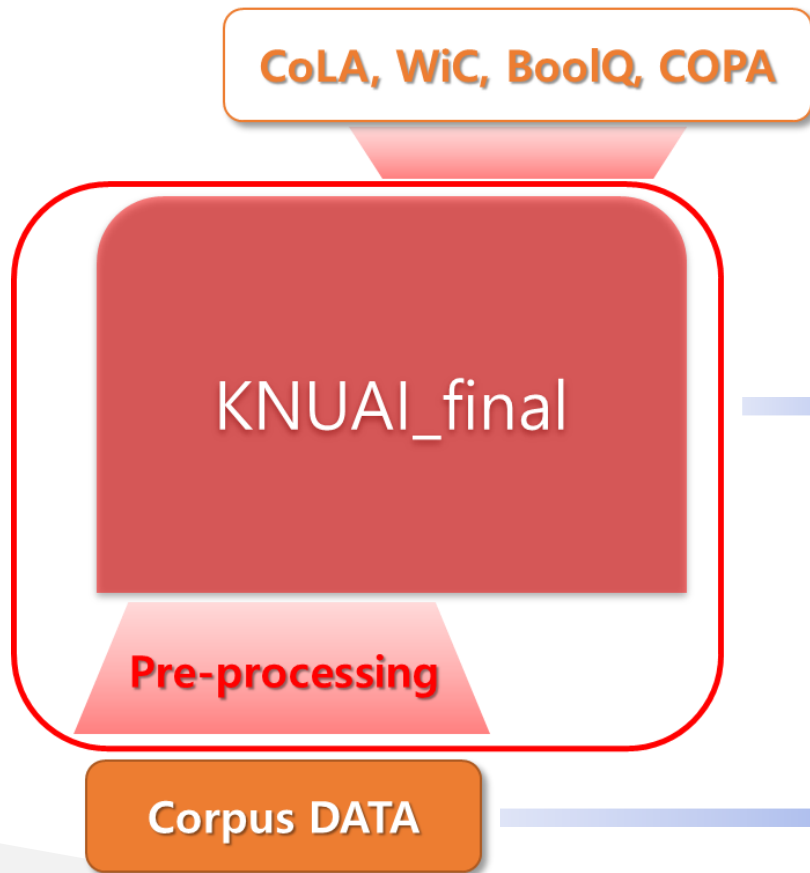 CoLA, WiC, BoolQ, COPA
KNUAI_final
Pre-processing
Corpus DATA